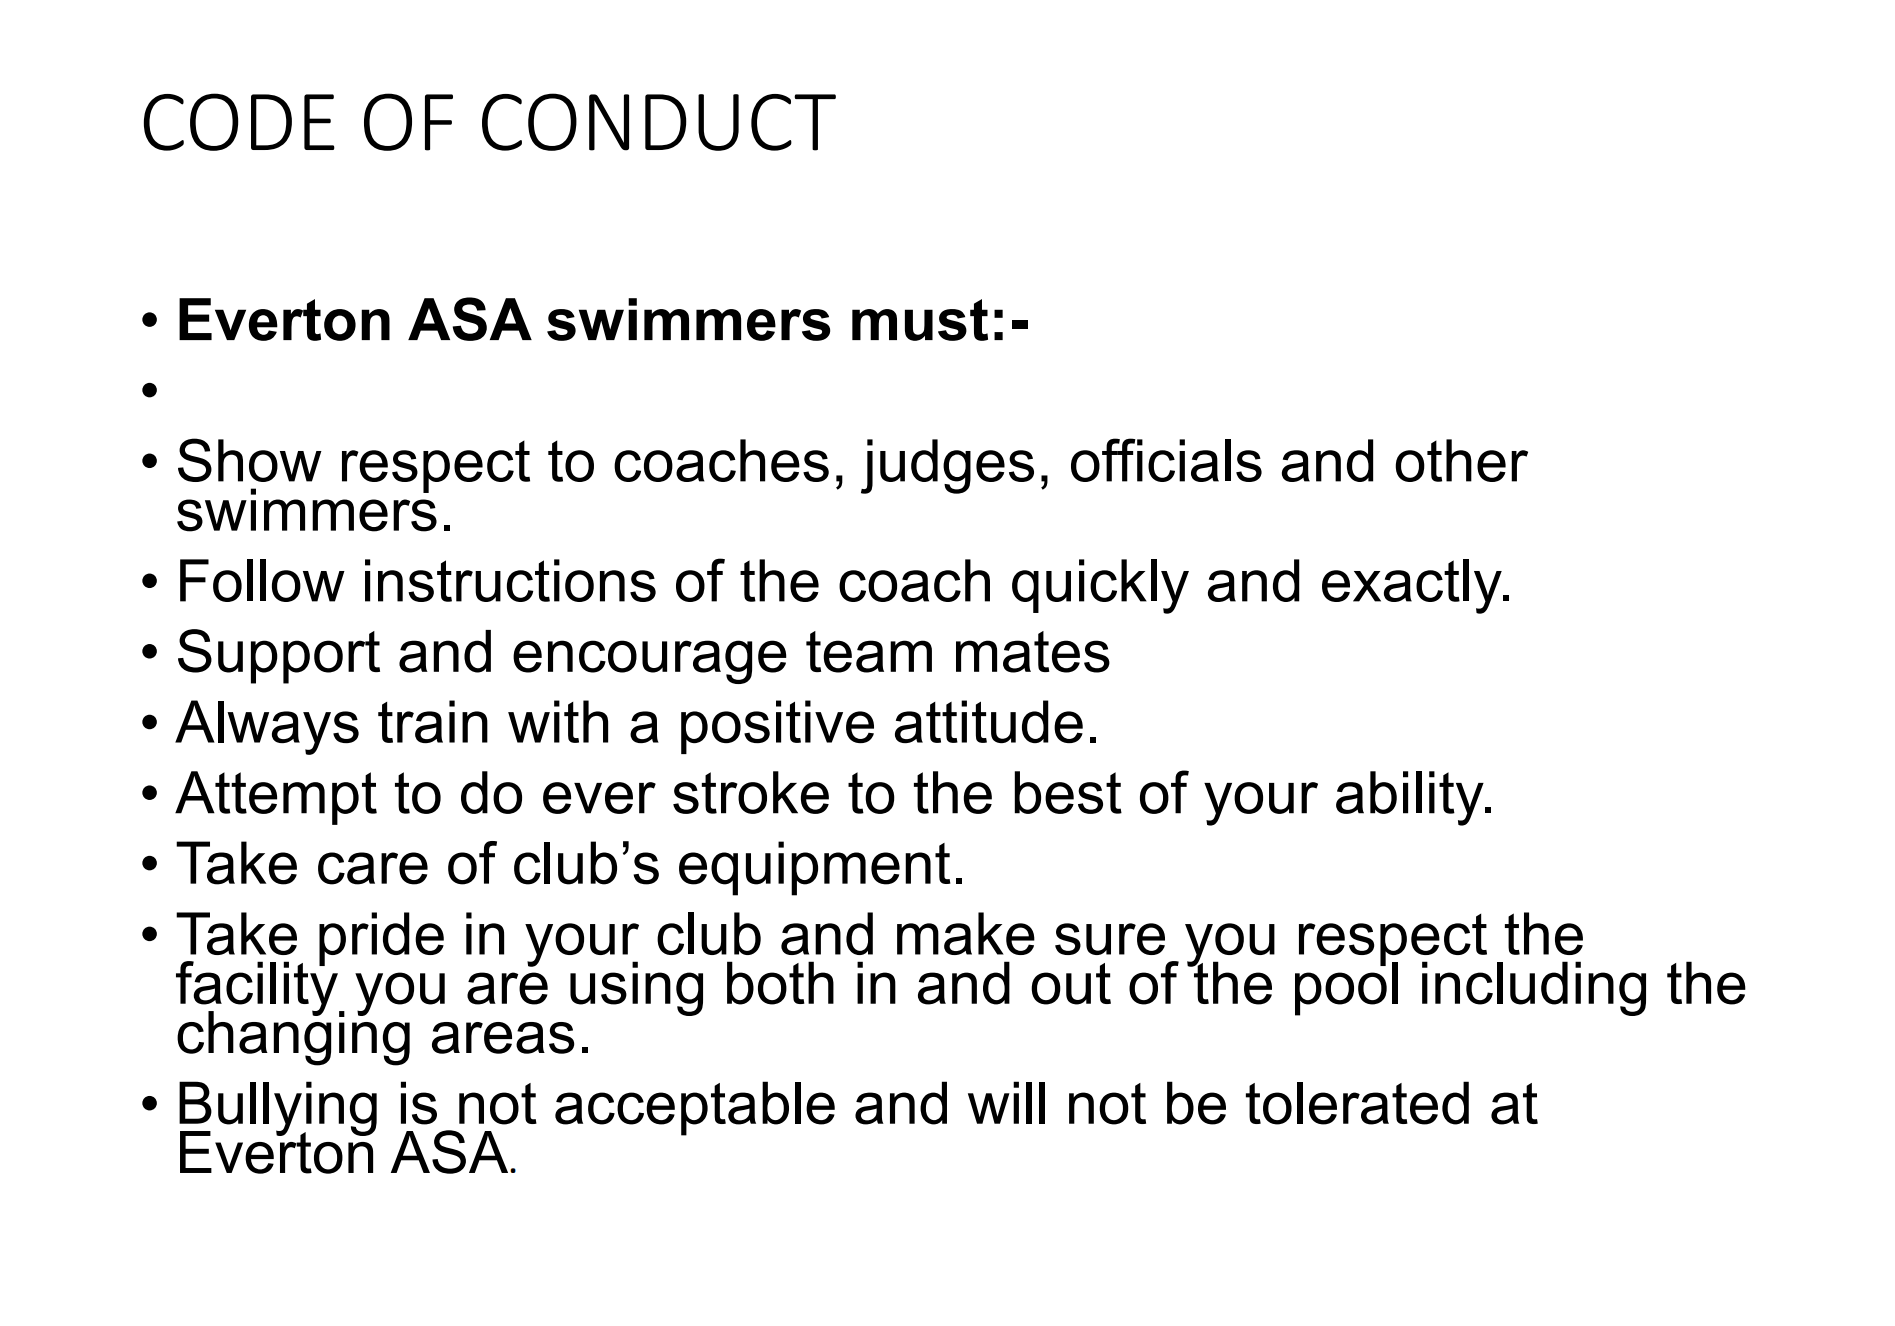 CODE OF CONDUCT
• Everton ASA swimmers must:-
•
• Show respect to coaches, judges, officials and other
swimmers.
• Follow instructions of the coach quickly and exactly.
• Support and encourage team mates
• Always train with a positive attitude.
• Attempt to do ever stroke to the best of your ability.
• Take care of club’s equipment.
• Take pride in your club and make sure you respect the
facility you are using both in and out of the pool including the
changing areas.
• Bullying is not acceptable and will not be tolerated at
Everton ASA.